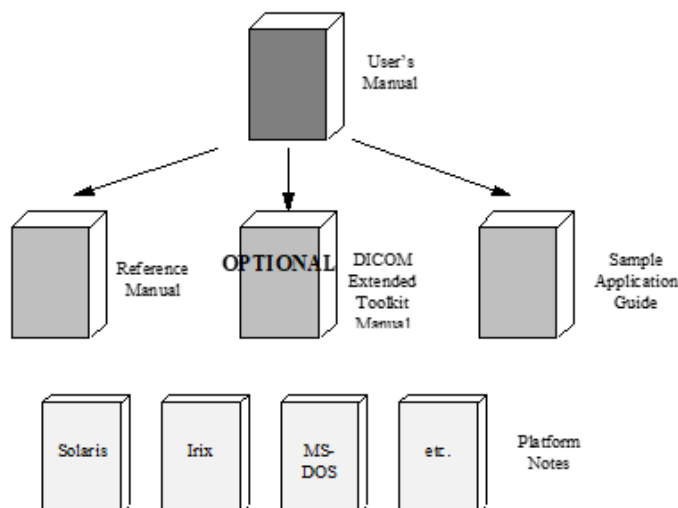 User's
Manual
Reference
Manual
OPTIONAL
DICOM
Extended
Toolkit
Manual
Sample
Application
Guide
Solaris
Irix
MS-
DOS
etc.
Platform
Notes